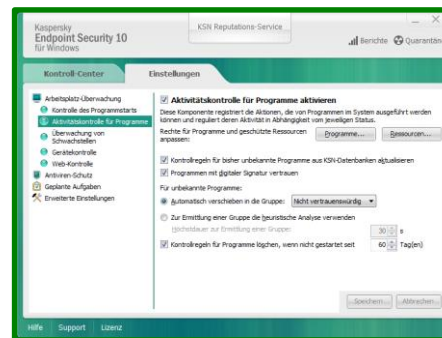 Kaspersky
Endpoint Security 10
für Windows
KSN Reputations-Service
Berichte
Quarantän
Kontroll-Center
Einstellungen
Arbeitsplatz-Überwachung
Kontrolle des Programmstarts
Aktivitätskontrolle für Programme
Überwachung von
Schwachstellen
Gerätekontrolle
Web-Kontrolle
Antiviren-Schutz
Geplante Aufgaben
Erweiterte Einstellungen
Aktivitätskontrolle für Programme aktivieren
Diese Komponente registriert die Aktionen, die von Programmen im System ausgeführt werden
können und reguliert deren Aktivität in Abhängigkeit vom jeweiligen Status.
Rechte für Programme und geschützte Ressourcen
anpassen:
Programme...
Ressourcen...
Kontrollregeln für bisher unbekannte Programme aus KSN-Datenbanken aktualisieren
Programmen mit digitaler Signatur vertrauen
Für unbekannte Programme:
Automatisch verschieben in die Gruppe:
Nicht vertrauenswürdig
Zur Ermittlung einer Gruppe die heuristische Analyse verwenden
Höchstdauer zur Ermittlung einer Gruppe:
30
s
Kontrollregeln für Programme löschen, wenn nicht gestartet seit
60
Tag(en)
Speichern
Abbrechen
Hilfe
Support
Lizenz